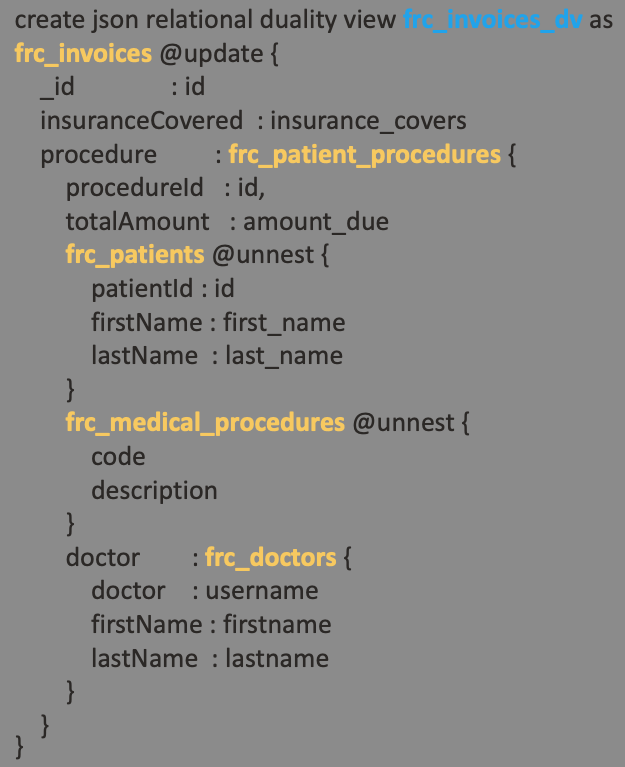 create json relational duality view frc_invoices_dv as
frc_invoices @update {
_id : id
insuranceCovered : insurance_covers
procedure : frc_patient_procedures {
procedureId : id,
totalAmount : amount_due
frc_patients @unnest {
patientId : id
firstName : first_name
lastName : last_name
}
frc_medical_procedures @unnest {
code
description
}
doctor : frc_doctors {
doctor : username
firstName : firstname
lastName : lastname
}
}
}